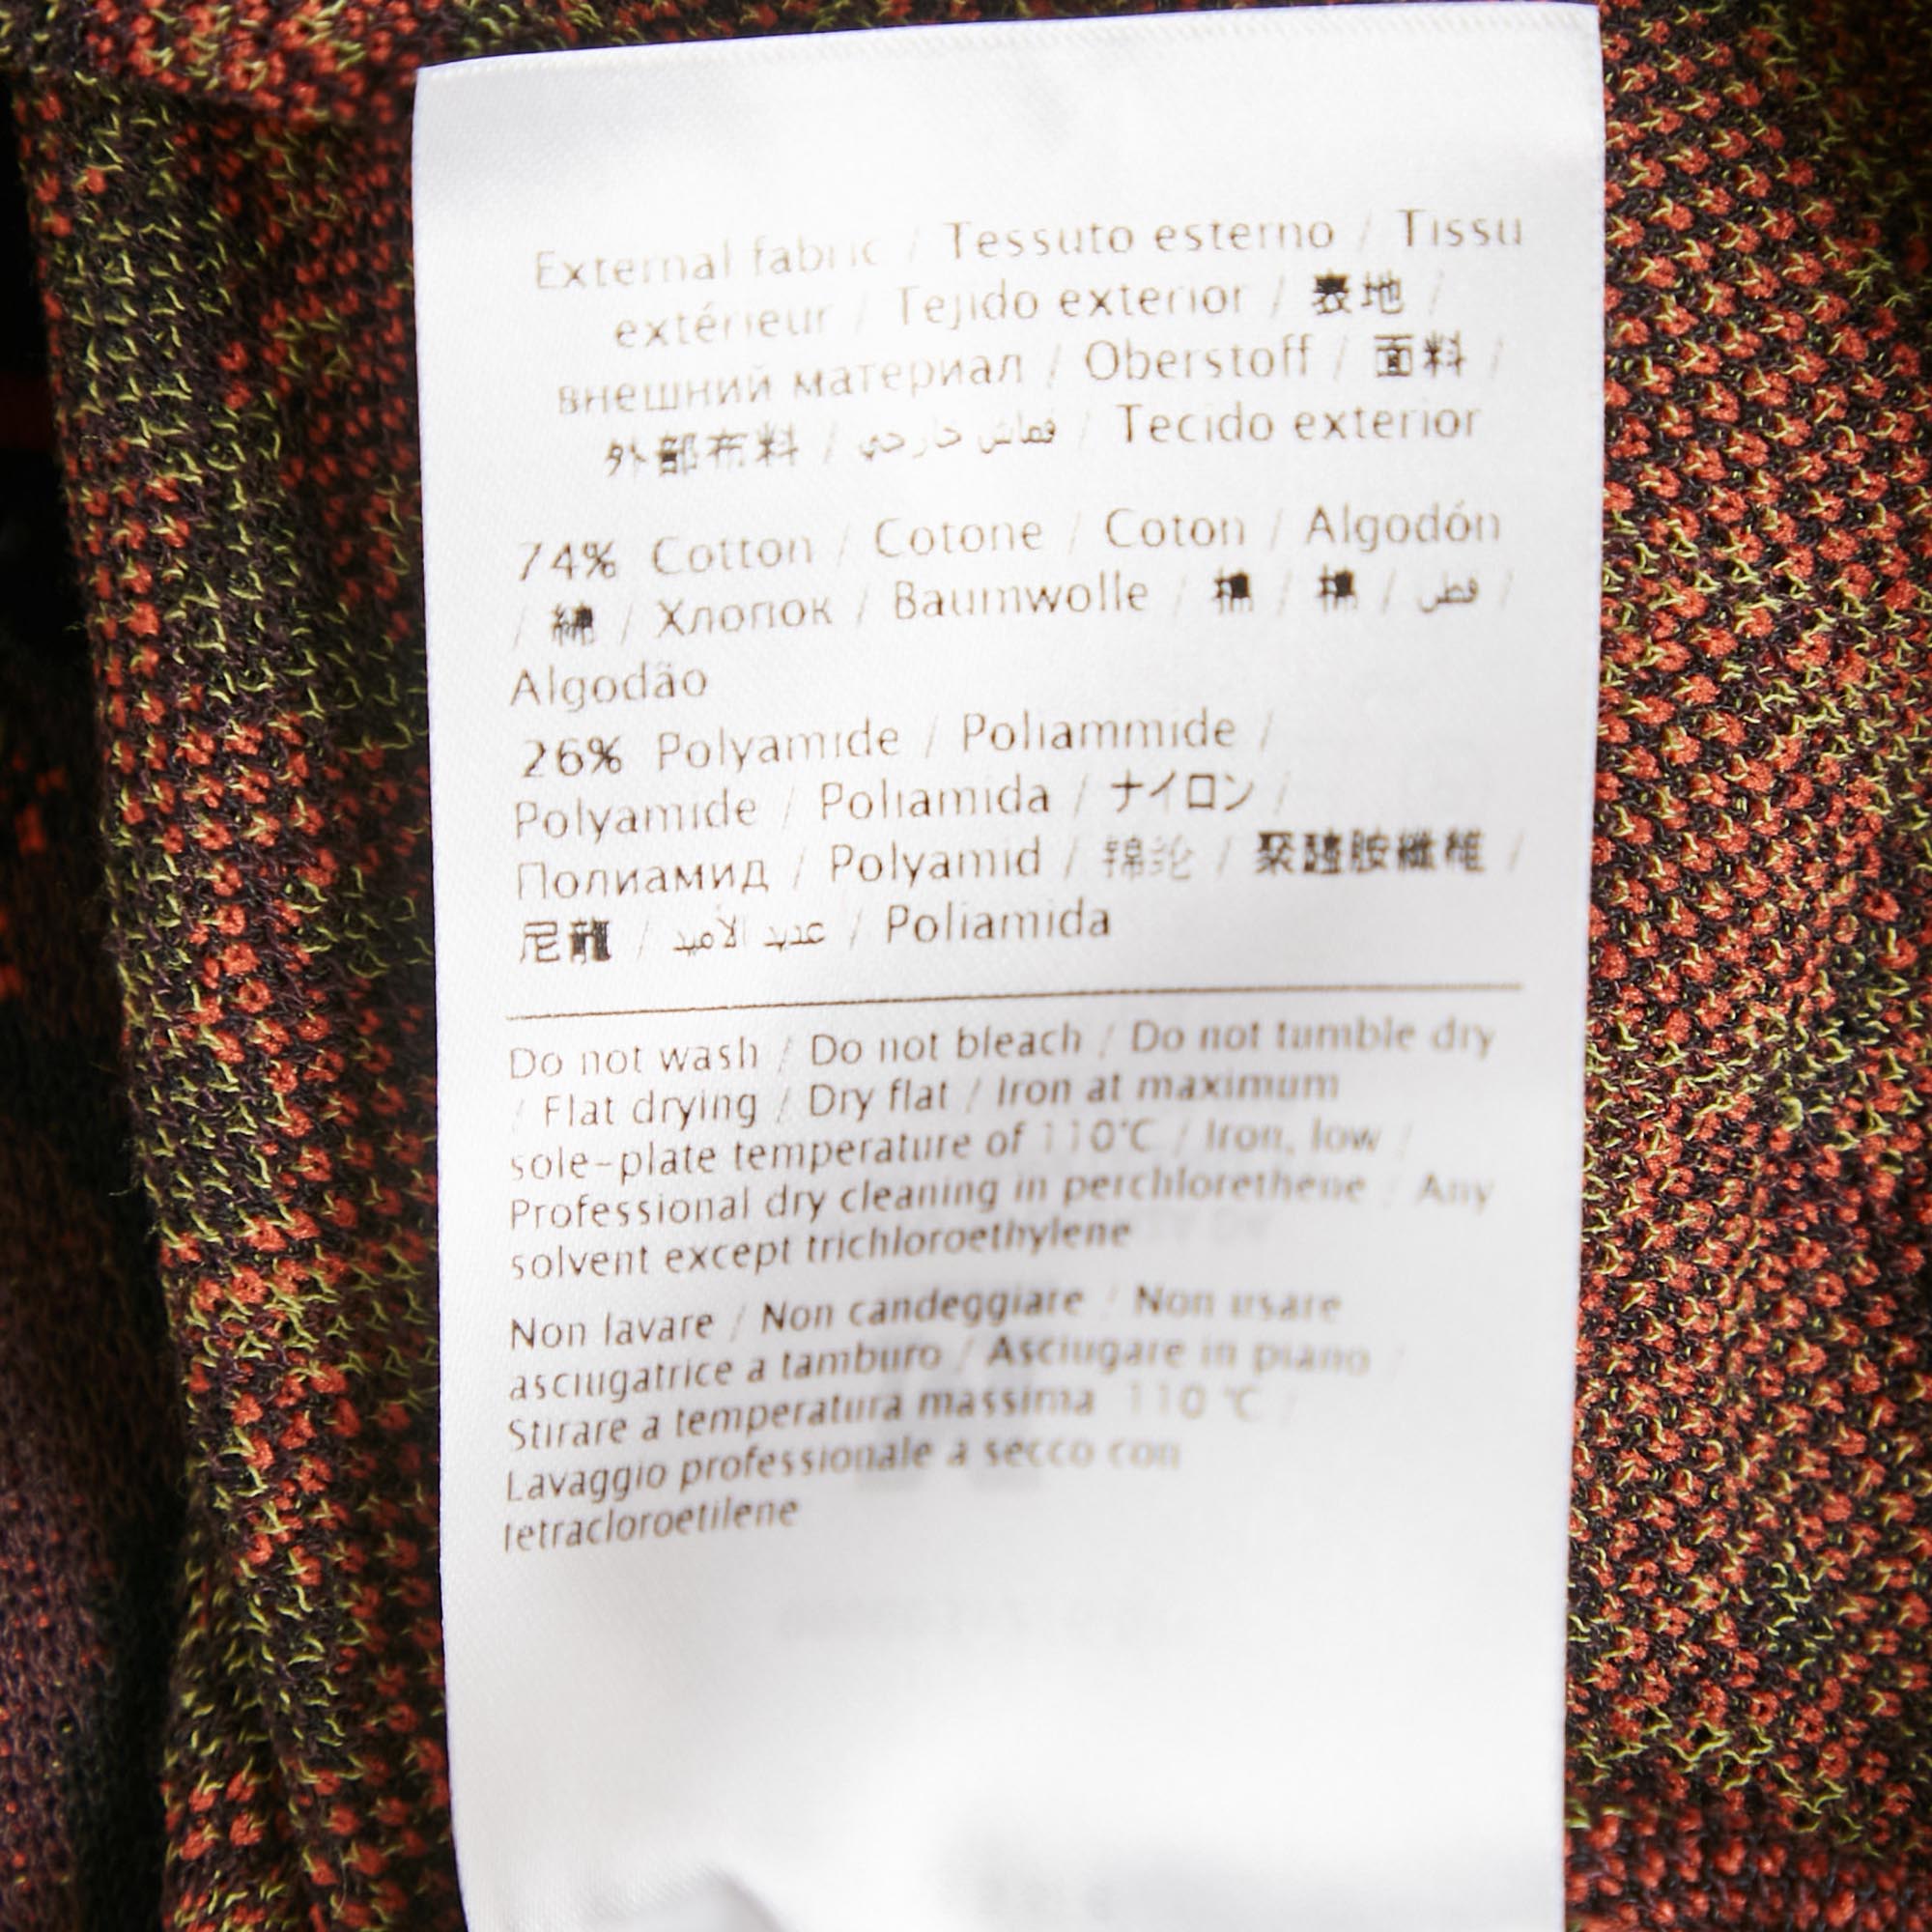 External fabric / Tessuto esterno / Tissu
extérieur / Tejido exterior / 表地 /
внешний материал / Oberstoff / 面料 /
外部布料 / قماش خارجي / Tecido exterior
74% Cotton / Cotone / Coton / Algodón
/ 綿 / Хлопок / Baumwolle / 棉 / 棉 / قطن /
Algodão
26% Polyamide / Poliammide /
Polyamide / Poliamida / ナイロン /
Полиамид / Polyamid / 锦纶 / 聚醯胺纖維 /
尼龍 / عديد الأميد / Poliamida
Do not wash / Do not bleach / Do not tumble dry
/ Flat drying / Dry flat / Iron at maximum
sole-plate temperature of 110°C / Iron, low /
Professional dry cleaning in perchlorethene / Any
solvent except trichloroethylene
Non lavare / Non candeggiare / Non usare
asciugatrice a tamburo / Asciugare in piano /
Stirare a temperatura massima 110 °C /
Lavaggio professionale a secco con
tetracloroetilene